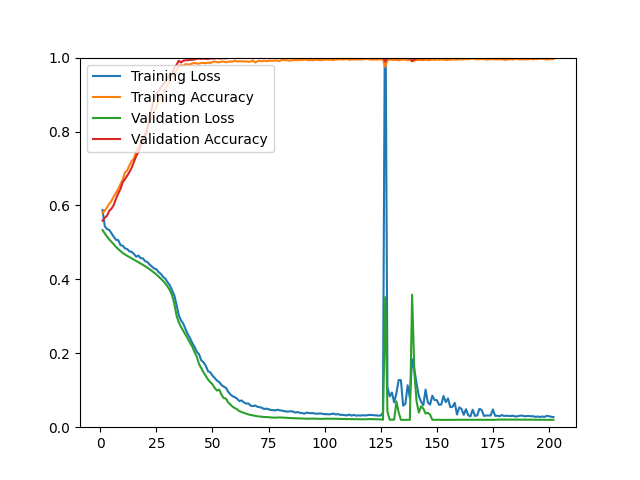 1.0
0.8
0.6
0.4
0.2
0.0
Training Loss
Training Accuracy
Validation Loss
Validation Accuracy
0 25 50 75 100 125 150 175 200